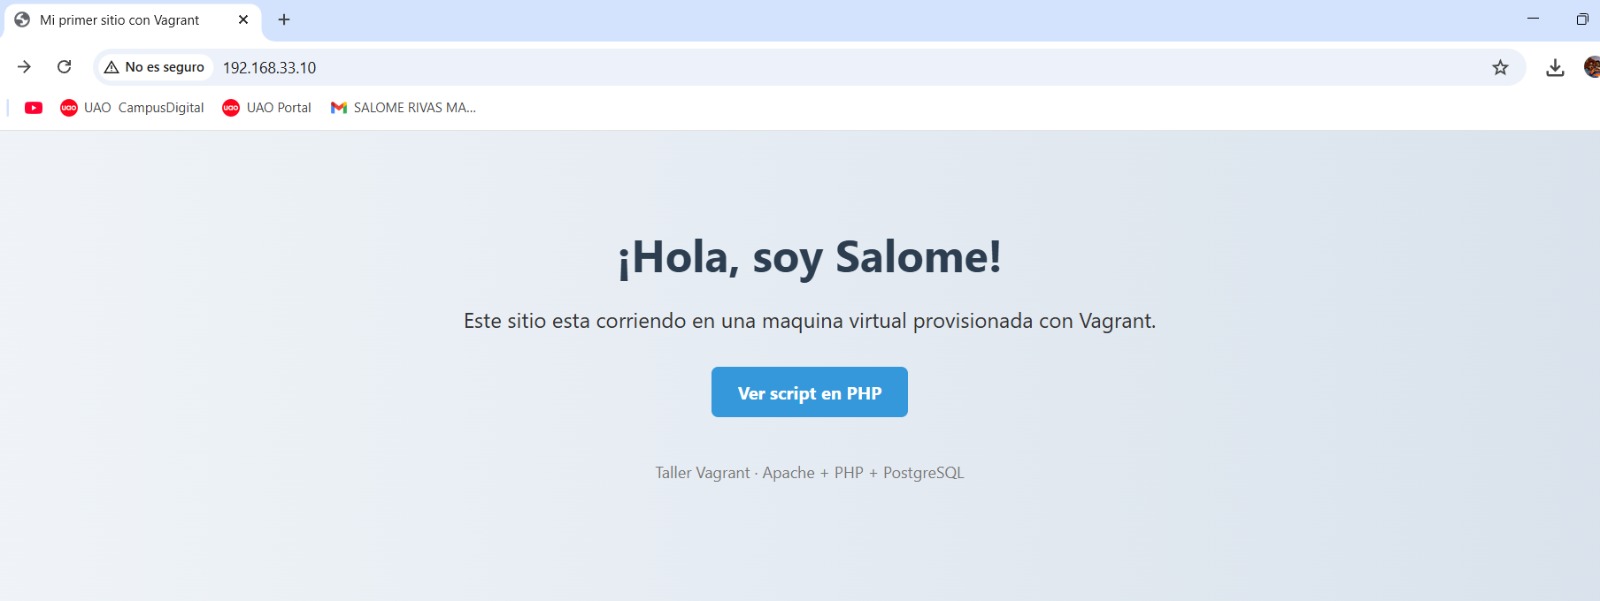 Mi primer sitio con Vagrant
No es seguro 192.168.33.10
uao UAO CampusDigital uao UAO Portal SALOME RIVAS MA...
¡Hola, soy Salome!
Este sitio esta corriendo en una maquina virtual provisionada con Vagrant.
Ver script en PHP
Taller Vagrant · Apache + PHP + PostgreSQL